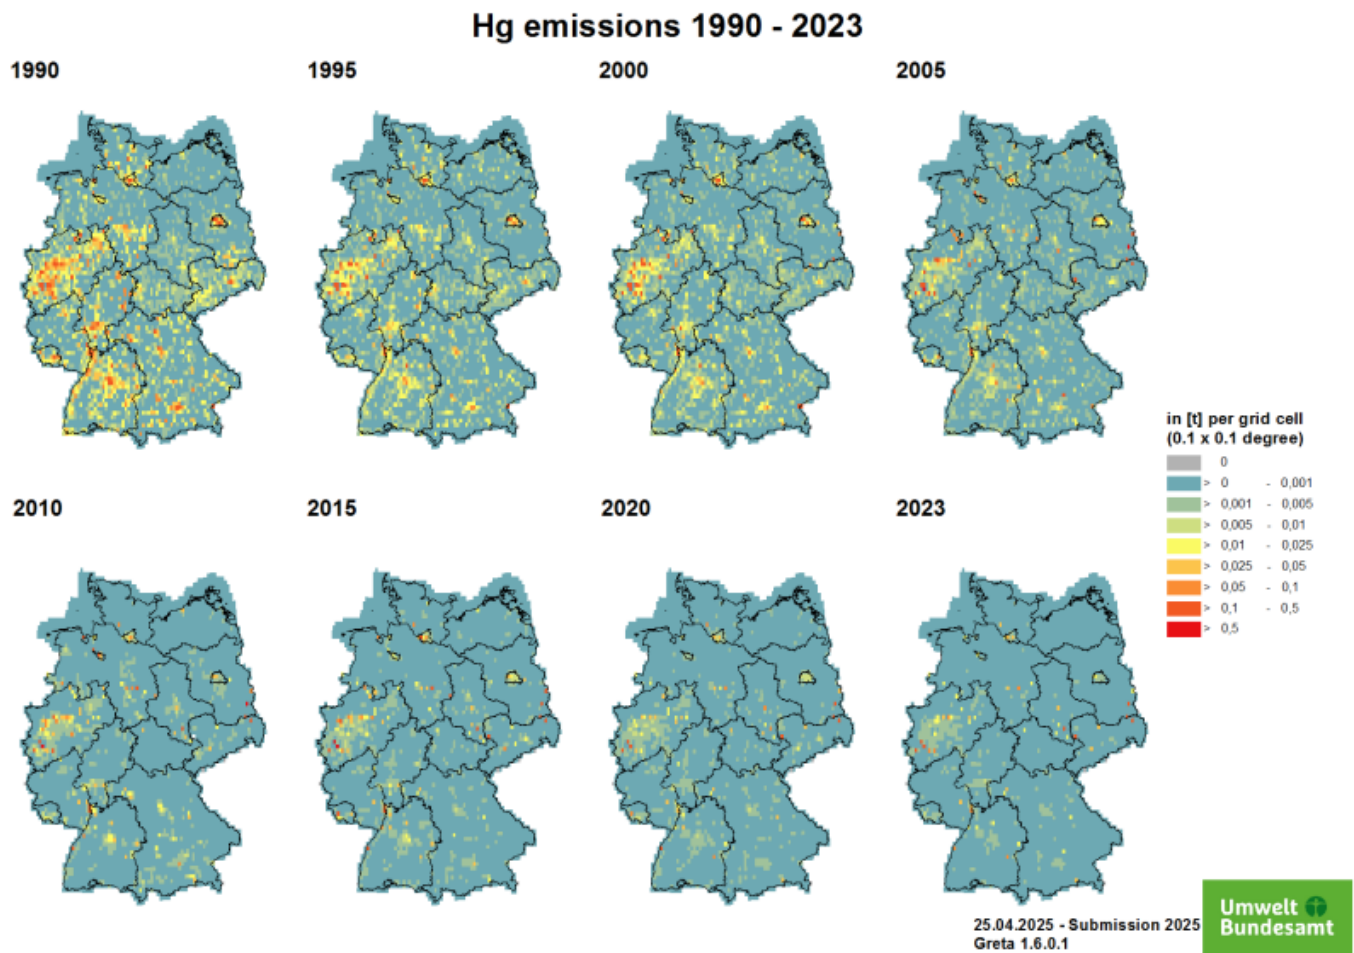 Hg emissions 1990 - 2023
1990
1995
2000
2005
2010
2015
2020
2023
in [t] per grid cell
(0.1 x 0.1 degree)
0
> 0 - 0,001
> 0,001 - 0,005
> 0,005 - 0,01
> 0,01 - 0,025
> 0,025 - 0,05
> 0,05 - 0,1
> 0,1 - 0,5
> 0,5
25.04.2025 - Submission 2025
Greta 1.6.0.1
Umwelt
Bundesamt